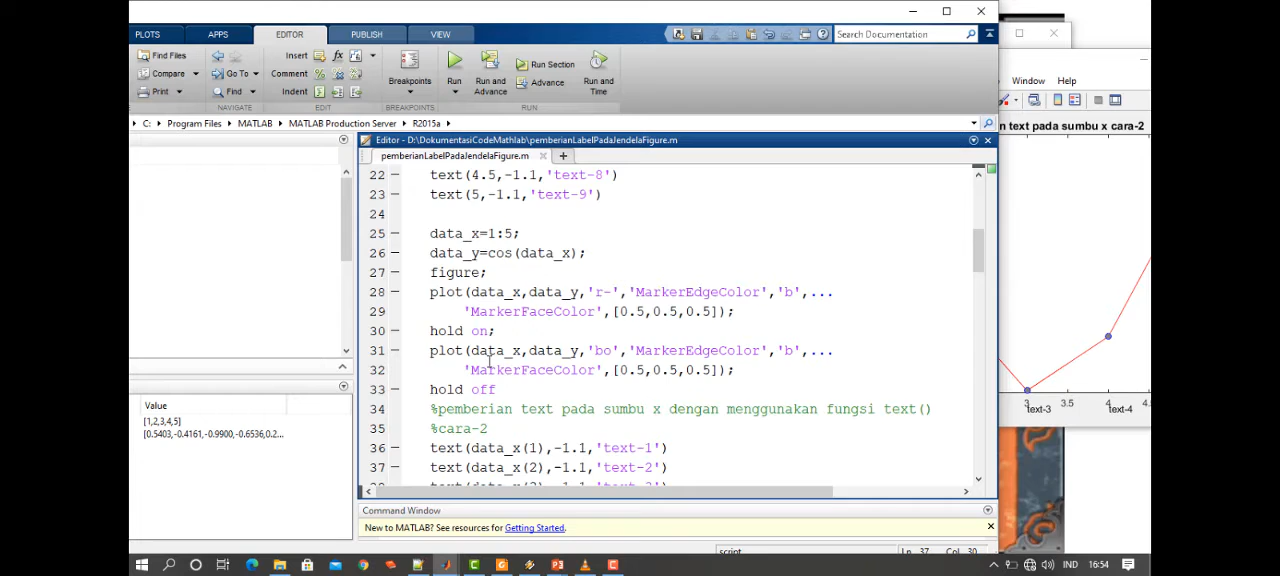 PLOTS APPS EDITOR PUBLISH VIEW
Search Documentation
Find Files
Compare
Print
Go To
Find
NAVIGATE
Insert
Comment
Indent
EDIT
Breakpoints
BREAKPOINTS
Run
Run and Advance
Run Section
Advance
Run and Time
RUN
C: Program Files MATLAB MATLAB Production Server R2015a
Editor - D:\DokumentasiCodeMathlab\pemberianLabelPadaJendelaFigure.m
pemberianLabelPadaJendelaFigure.m
22 text(4.5,-1.1,'text-8')
23 text(5,-1.1,'text-9')
24
25 data_x=1:5;
26 data_y=cos(data_x);
27 figure;
28 plot(data_x,data_y,'r-','MarkerEdgeColor','b',...
29 'MarkerFaceColor',[0.5,0.5,0.5]);
30 hold on;
31 plot(data_x,data_y,'bo','MarkerEdgeColor','b',...
32 'MarkerFaceColor',[0.5,0.5,0.5]);
33 hold off
34 %pemberian text pada sumbu x dengan menggunakan fungsi text()
35 %cara-2
36 text(data_x(1),-1.1,'text-1')
37 text(data_x(2),-1.1,'text-2')
Value
[1,2,3,4,5]
[0.5403,-0.4161,-0.9900,-0.6536,0.2...
Command Window
New to MATLAB? See resources for Getting Started.
script
Ln 37 Col 30
Window Help
text pada sumbu x cara-2
3 3.5 4 4.5
text-3 text-4
IND 16:54